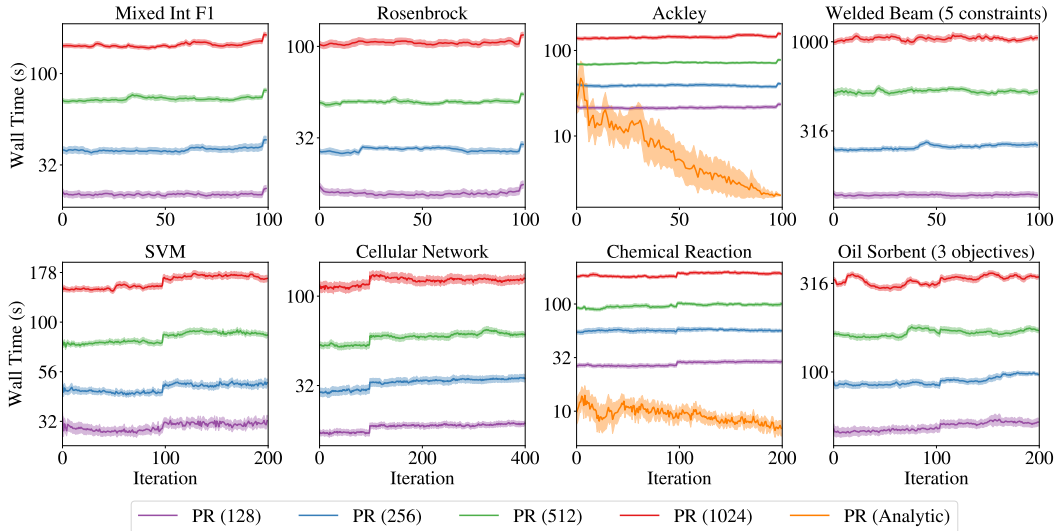 Mixed Int F1
Rosenbrock
Ackley
Welded Beam (5 constraints)
Wall Time (s)
100
32
0 50 100
100
32
0 50 100
100
10
0 50 100
1000
316
0 50 100
SVM
Cellular Network
Chemical Reaction
Oil Sorbent (3 objectives)
Wall Time (s)
178
100
56
32
0 100 200
Iteration
100
32
0 200 400
Iteration
100
32
10
0 100 200
Iteration
316
100
0 100 200
Iteration
PR (128) PR (256) PR (512) PR (1024) PR (Analytic)